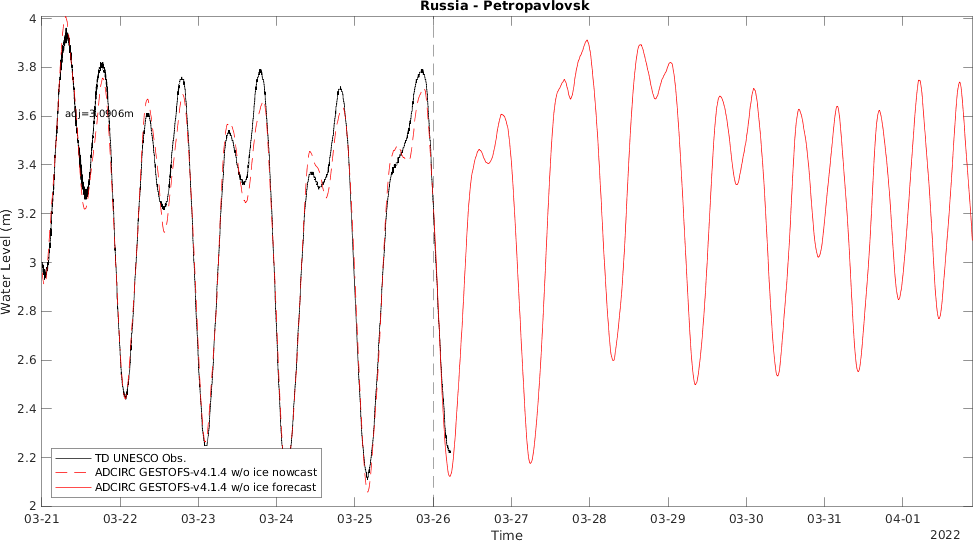 Russia - Petropavlovsk
4
3.8
3.6
3.4
3.2
3
2.8
2.6
2.4
2.2
2
Water Level (m)
adj=3.0906m
TD UNESCO Obs.
ADCIRC GESTOFS-v4.1.4 w/o ice nowcast
ADCIRC GESTOFS-v4.1.4 w/o ice forecast
03-21 03-22 03-23 03-24 03-25 03-26 03-27 03-28 03-29 03-30 03-31 04-01
Time
2022